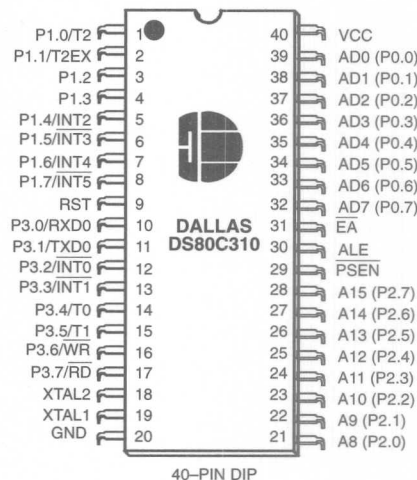 P1.0/T2 1 40 VCC
P1.1/T2EX 2 39 AD0 (P0.0)
P1.2 3 38 AD1 (P0.1)
P1.3 4 37 AD2 (P0.2)
P1.4/INT2 5 36 AD3 (P0.3)
P1.5/INT3 6 35 AD4 (P0.4)
P1.6/INT4 7 34 AD5 (P0.5)
P1.7/INT5 8 33 AD6 (P0.6)
RST 9 32 AD7 (P0.7)
P3.0/RXD0 10 DALLAS 31 EA
P3.1/TXD0 11 DS80C310 30 ALE
P3.2/INT0 12 29 PSEN
P3.3/INT1 13 28 A15 (P2.7)
P3.4/T0 14 27 A14 (P2.6)
P3.5/T1 15 26 A13 (P2.5)
P3.6/WR 16 25 A12 (P2.4)
P3.7/RD 17 24 A11 (P2.3)
XTAL2 18 23 A10 (P2.2)
XTAL1 19 22 A9 (P2.1)
GND 20 21 A8 (P2.0)
40–PIN DIP